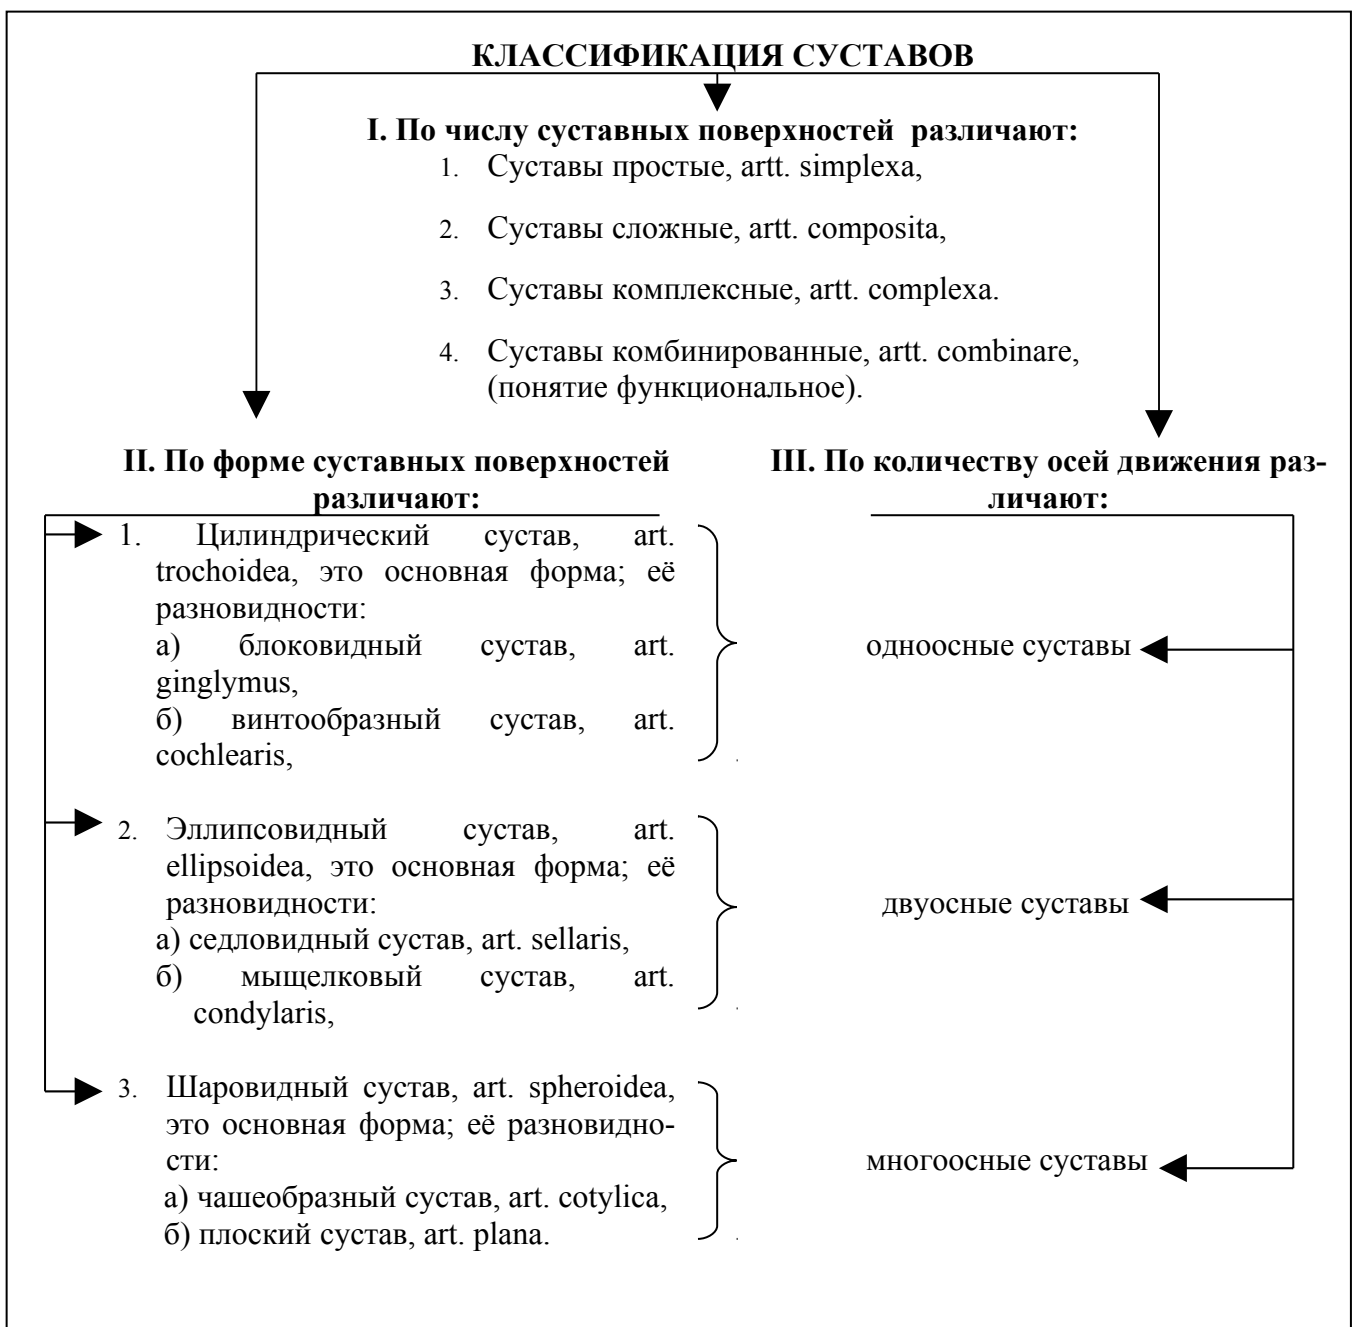 КЛАССИФИКАЦИЯ СУСТАВОВ
I. По числу суставных поверхностей различают:
1. Суставы простые, artt. simplexa,
2. Суставы сложные, artt. composita,
3. Суставы комплексные, artt. complexa.
4. Суставы комбинированные, artt. combinare,
(понятие функциональное).
II. По форме суставных поверхностей
различают:
1. Цилиндрический сустав, art.
trochoidea, это основная форма; её
разновидности:
а) блоковидный сустав, art.
ginglymus,
б) винтообразный сустав, art.
cochlearis,
2. Эллипсовидный сустав, art.
ellipsoidea, это основная форма; её
разновидности:
а) седловидный сустав, art. sellaris,
б) мыщелковый сустав, art.
condylaris,
3. Шаровидный сустав, art. spheroidea,
это основная форма; её разновидно-
сти:
а) чашеобразный сустав, art. cotylica,
б) плоский сустав, art. plana.
III. По количеству осей движения раз-
личают:
одноосные суставы
двуосные суставы
многоосные суставы